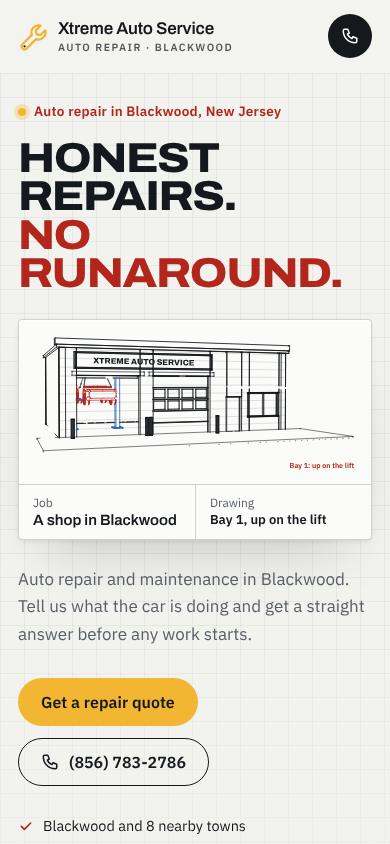 Xtreme Auto Service
AUTO REPAIR · BLACKWOOD
Auto repair in Blackwood, New Jersey
HONEST
REPAIRS.
NO
RUNAROUND.
XTREME AUTO SERVICE
Bay 1: up on the lift
Job
A shop in Blackwood
Drawing
Bay 1, up on the lift
Auto repair and maintenance in Blackwood.
Tell us what the car is doing and get a straight
answer before any work starts.
Get a repair quote
(856) 783-2786
Blackwood and 8 nearby towns